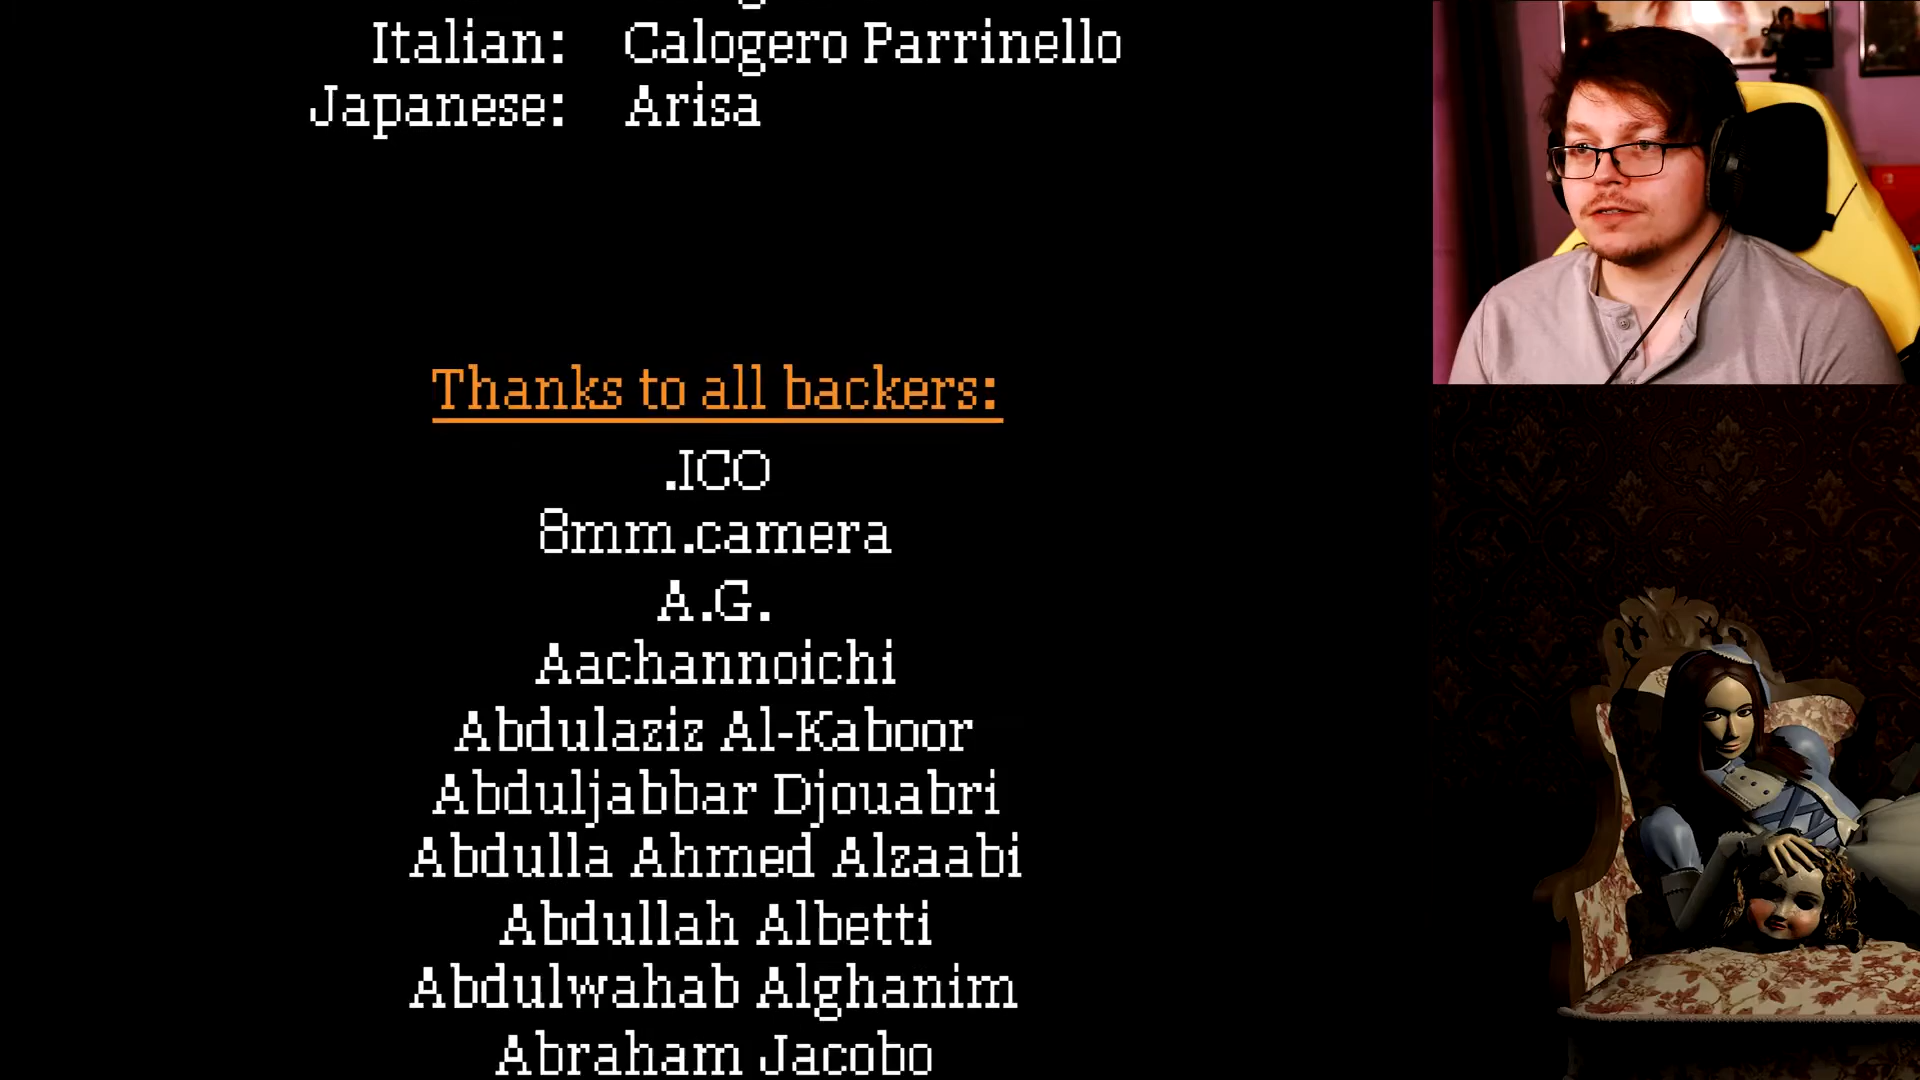 Italian: Calogero Parrinello
Japanese: Arisa
Thanks to all backers:
.ICO
8mm.camera
A.G.
Aachannoichi
Abdulaziz Al-Kaboor
Abduljabbar Djouabri
Abdulla Ahmed Alzaabi
Abdullah Albetti
Abdulwahab Alghanim
Abraham Jacobo